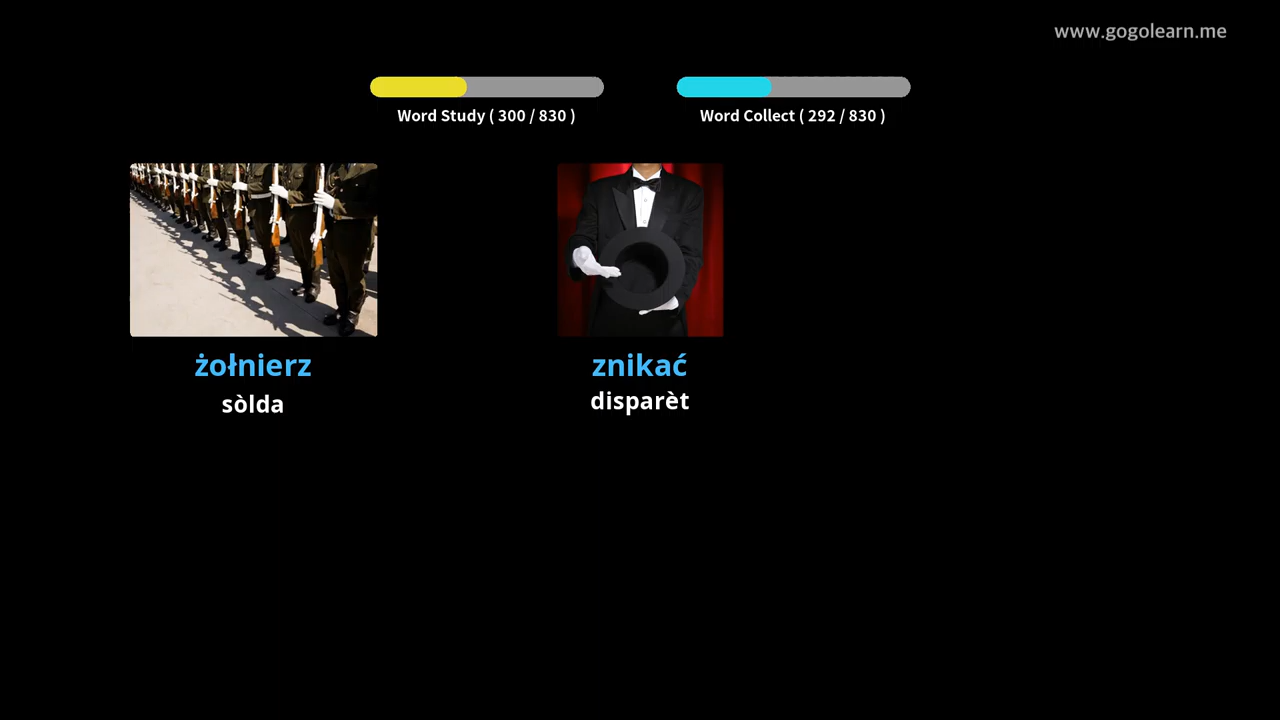 www.gogolearn.me
Word Study ( 300 / 830 )
Word Collect ( 292 / 830 )
żołnierz
sòlda
znikać
disparèt